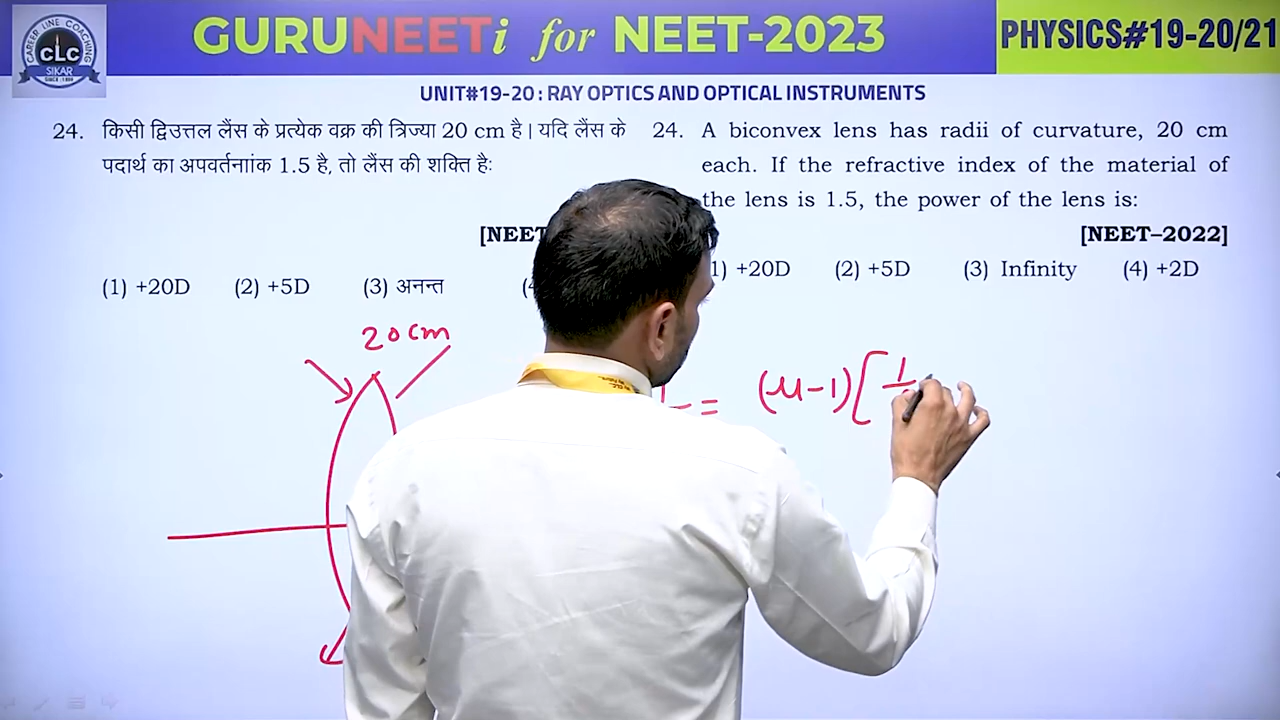 CAREER LINE COACHING
CLC
SIKAR
SINCE : 1996
GURUNEETi for NEET-2023
PHYSICS#19-20/21
UNIT#19-20 : RAY OPTICS AND OPTICAL INSTRUMENTS
24. किसी द्विउत्तल लैंस के प्रत्येक वक्र की त्रिज्या 20 cm है। यदि लैंस के
पदार्थ का अपवर्तनाांक 1.5 है, तो लैंस की शक्ति है:
[NEET
(1) +20D (2) +5D (3) अनन्त (4
24. A biconvex lens has radii of curvature, 20 cm
each. If the refractive index of the material of
the lens is 1.5, the power of the lens is:
[NEET–2022]
1) +20D (2) +5D (3) Infinity (4) +2D
20cm
= (μ-1)[1